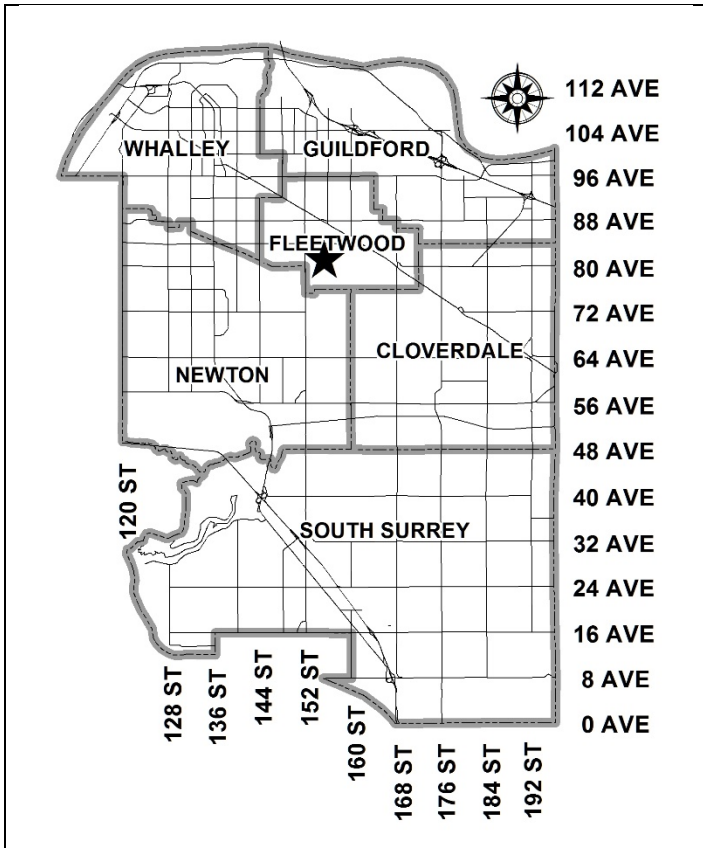 112 AVE
104 AVE
WHALLEY
GUILDFORD
96 AVE
88 AVE
FLEETWOOD
80 AVE
72 AVE
CLOVERDALE
64 AVE
NEWTON
56 AVE
48 AVE
120 ST
40 AVE
SOUTH SURREY
32 AVE
24 AVE
16 AVE
128 ST
136 ST
144 ST
152 ST
8 AVE
160 ST
0 AVE
168 ST
176 ST
184 ST
192 ST